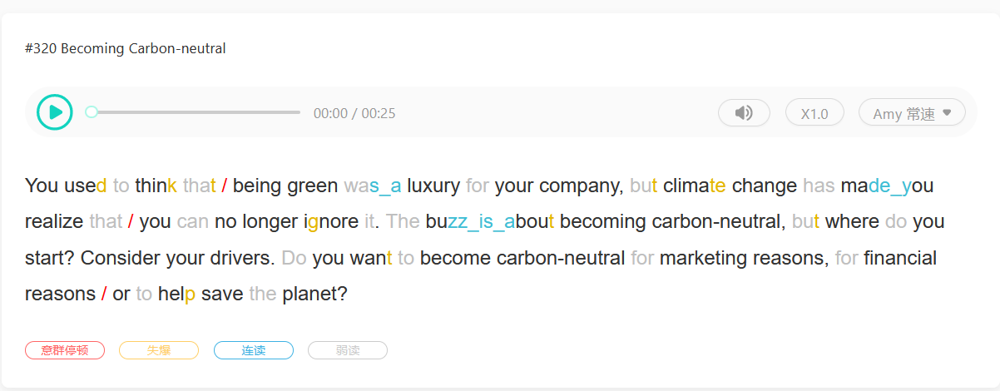 #320 Becoming Carbon-neutral
00:00 / 00:25
X1.0
Amy 常速
You used to think that / being green was_a luxury for your company, but climate change has made_you
realize that / you can no longer ignore it. The buzz_is_about becoming carbon-neutral, but where do you
start? Consider your drivers. Do you want to become carbon-neutral for marketing reasons, for financial
reasons / or to help save the planet?
意群停顿 失爆 连读 弱读